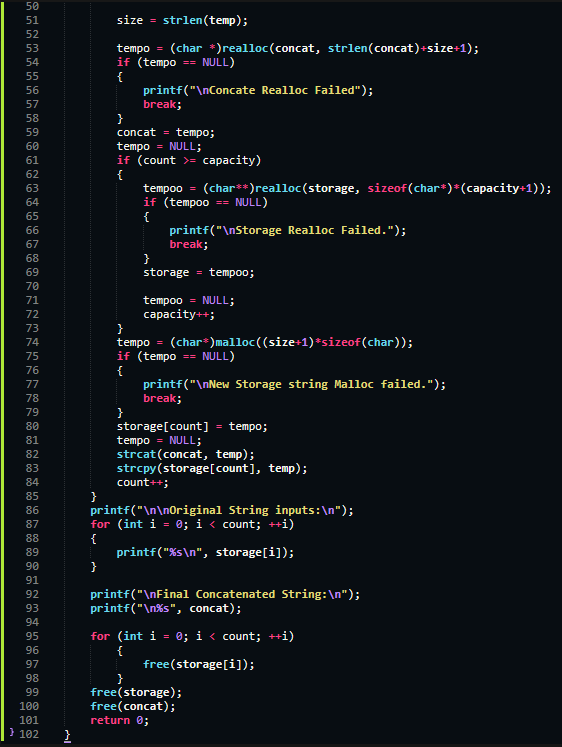 50
51 size = strlen(temp);
52
53 tempo = (char *)realloc(concat, strlen(concat)+size+1);
54 if (tempo == NULL)
55 {
56 printf("\nConcate Realloc Failed");
57 break;
58 }
59 concat = tempo;
60 tempo = NULL;
61 if (count >= capacity)
62 {
63 tempoo = (char**)realloc(storage, sizeof(char*)*(capacity+1));
64 if (tempoo == NULL)
65 {
66 printf("\nStorage Realloc Failed.");
67 break;
68 }
69 storage = tempoo;
70
71 tempoo = NULL;
72 capacity++;
73 }
74 tempo = (char*)malloc((size+1)*sizeof(char));
75 if (tempo == NULL)
76 {
77 printf("\nNew Storage string Malloc failed.");
78 break;
79 }
80 storage[count] = tempo;
81 tempo = NULL;
82 strcat(concat, temp);
83 strcpy(storage[count], temp);
84 count++;
85 }
86 printf("\n\nOriginal String inputs:\n");
87 for (int i = 0; i < count; ++i)
88 {
89 printf("%s\n", storage[i]);
90 }
91
92 printf("\nFinal Concatenated String:\n");
93 printf("\n%s", concat);
94
95 for (int i = 0; i < count; ++i)
96 {
97 free(storage[i]);
98 }
99 free(storage);
100 free(concat);
101 return 0;
} 102 }